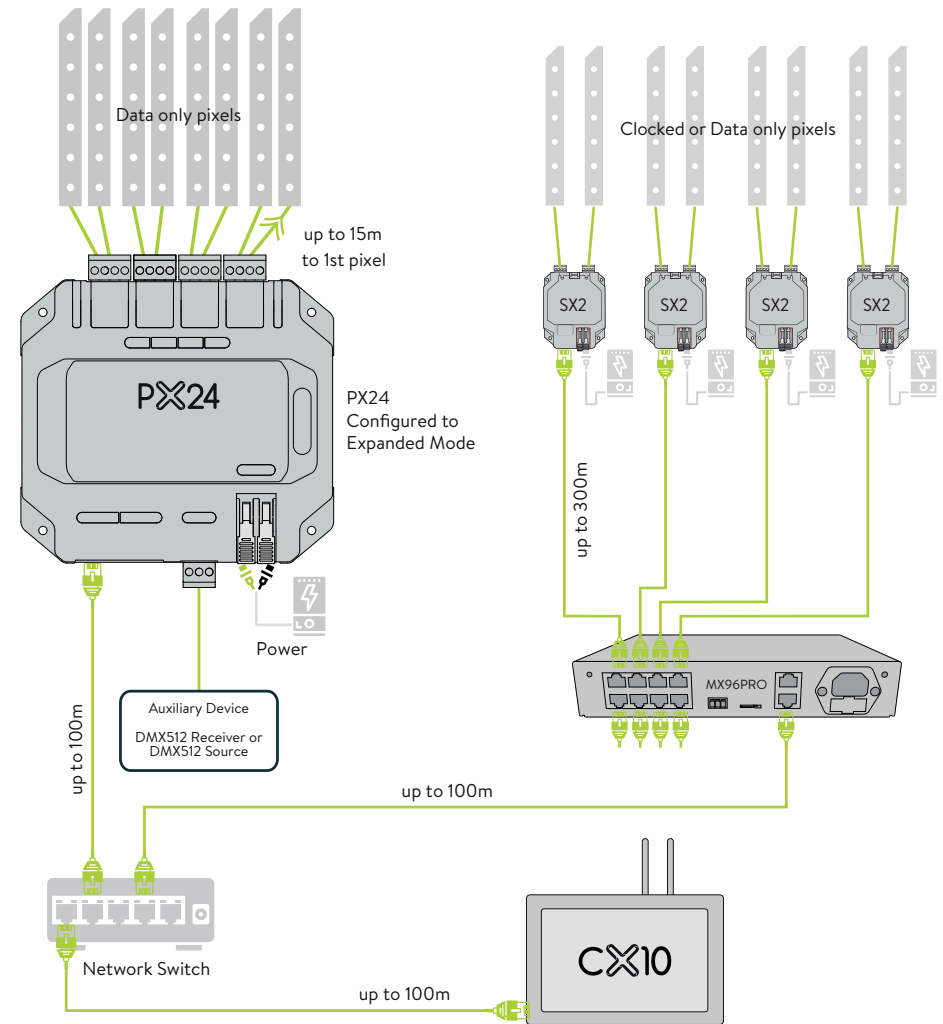 Data only pixels
Clocked or Data only pixels
up to 15m
to 1st pixel
SX2
SX2
SX2
SX2
PX24
PX24
Configured to
Expanded Mode
up to 300m
LO
Power
MX96PRO
Auxiliary Device
DMX512 Receiver or
DMX512 Source
up to 100m
up to 100m
Network Switch
CX10
up to 100m